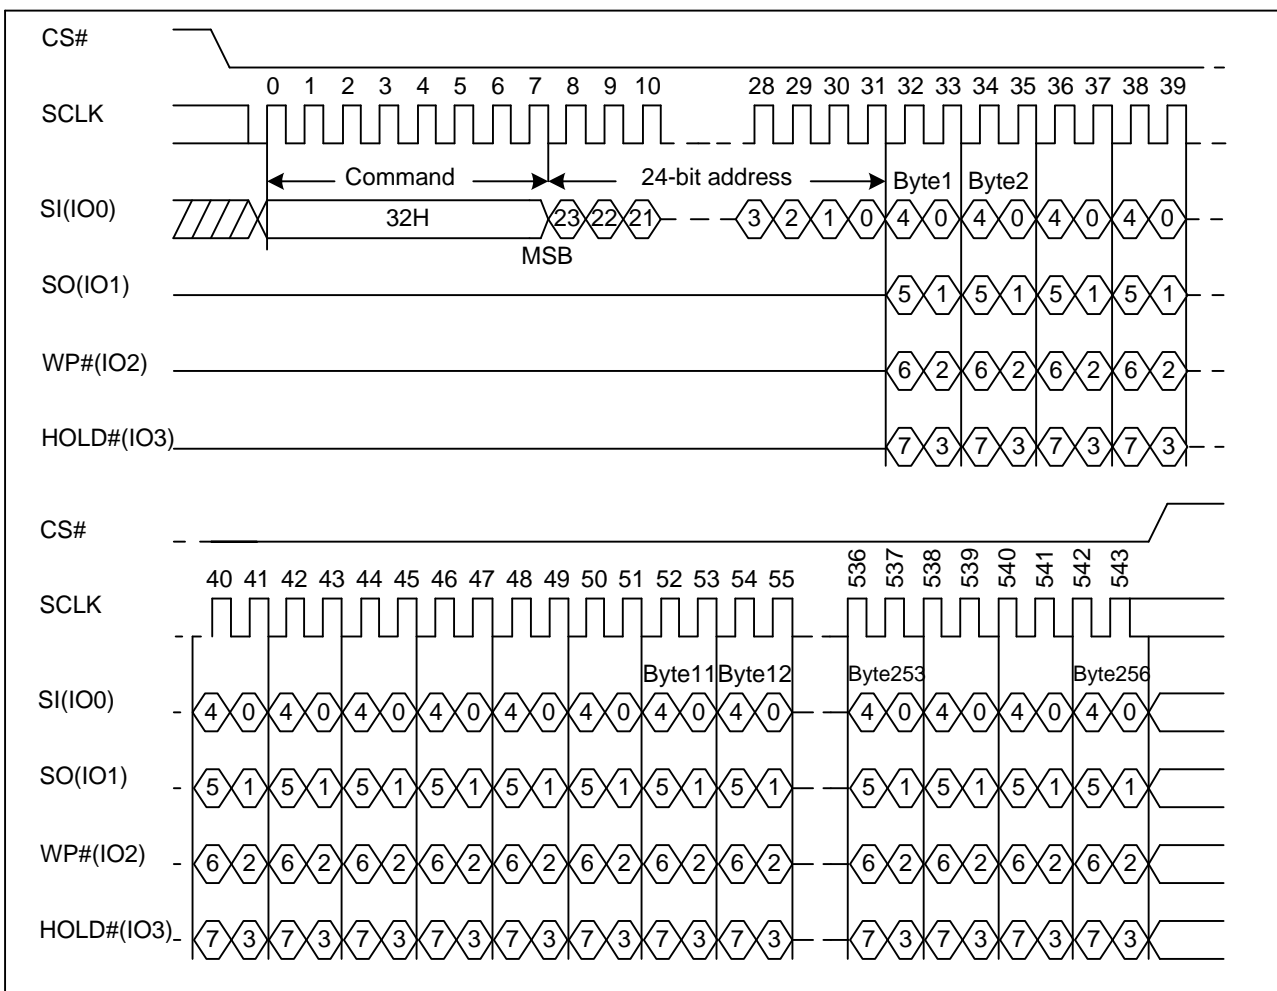 CS#
0 1 2 3 4 5 6 7 8 9 10 28 29 30 31 32 33 34 35 36 37 38 39
SCLK
Command 24-bit address Byte1 Byte2
SI(IO0) 32H 23 22 21 3 2 1 0 4 0 4 0 4 0 4 0
MSB
SO(IO1) 5 1 5 1 5 1 5 1
WP#(IO2) 6 2 6 2 6 2 6 2
HOLD#(IO3) 7 3 7 3 7 3 7 3
CS#
40 41 42 43 44 45 46 47 48 49 50 51 52 53 54 55 536 537 538 539 540 541 542 543
SCLK
Byte11 Byte12 Byte253 Byte256
SI(IO0) 4 0 4 0 4 0 4 0 4 0 4 0 4 0 4 0 4 0 4 0 4 0 4 0
SO(IO1) 5 1 5 1 5 1 5 1 5 1 5 1 5 1 5 1 5 1 5 1 5 1 5 1
WP#(IO2) 6 2 6 2 6 2 6 2 6 2 6 2 6 2 6 2 6 2 6 2 6 2 6 2
HOLD#(IO3) 7 3 7 3 7 3 7 3 7 3 7 3 7 3 7 3 7 3 7 3 7 3 7 3